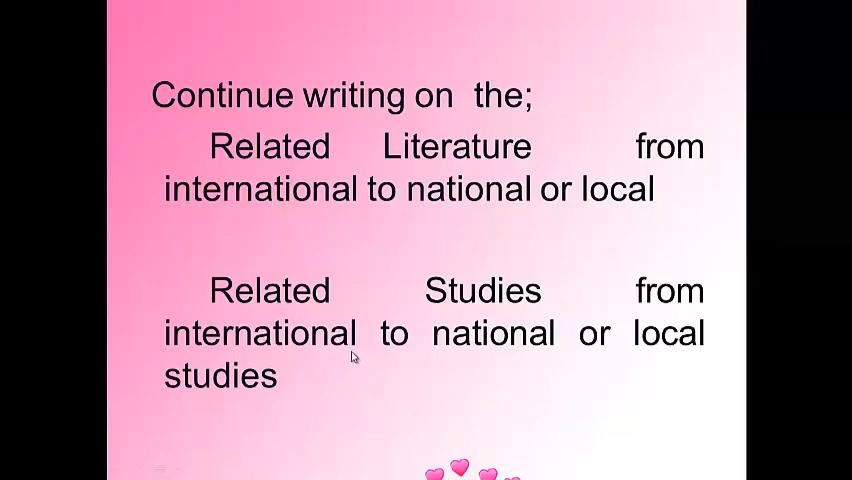 Continue writing on the;
Related Literature from
international to national or local
Related Studies from
international to national or local
studies